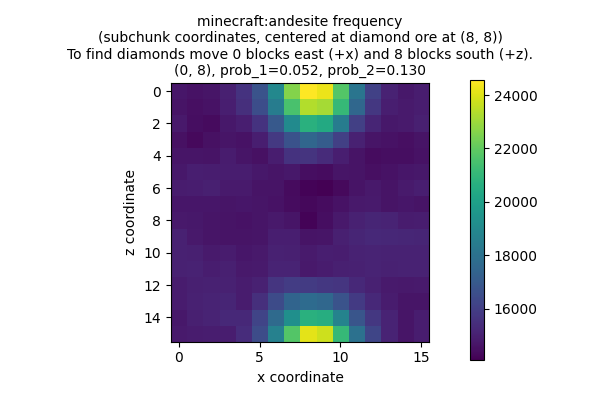 minecraft:andesite frequency
(subchunk coordinates, centered at diamond ore at (8, 8))
To find diamonds move 0 blocks east (+x) and 8 blocks south (+z).
(0, 8), prob_1=0.052, prob_2=0.130
0
2
4
6
8
10
12
14
z coordinate
0
5
10
15
x coordinate
24000
22000
20000
18000
16000